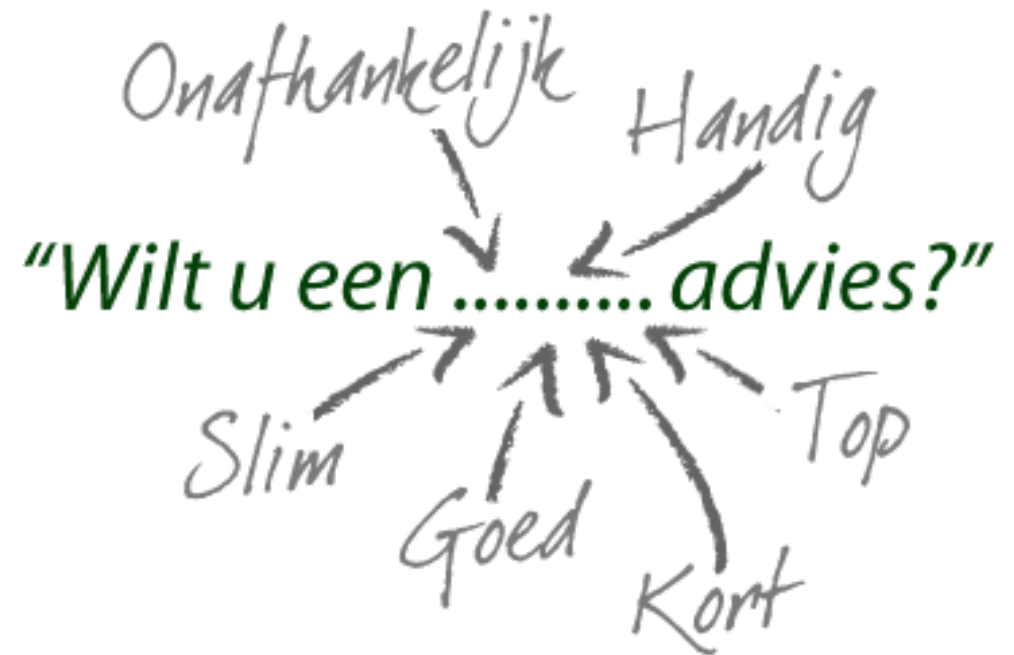 Onafhankelijk
Handig
“Wilt u een .......... advies?”
Slim
Top
Goed
Kort